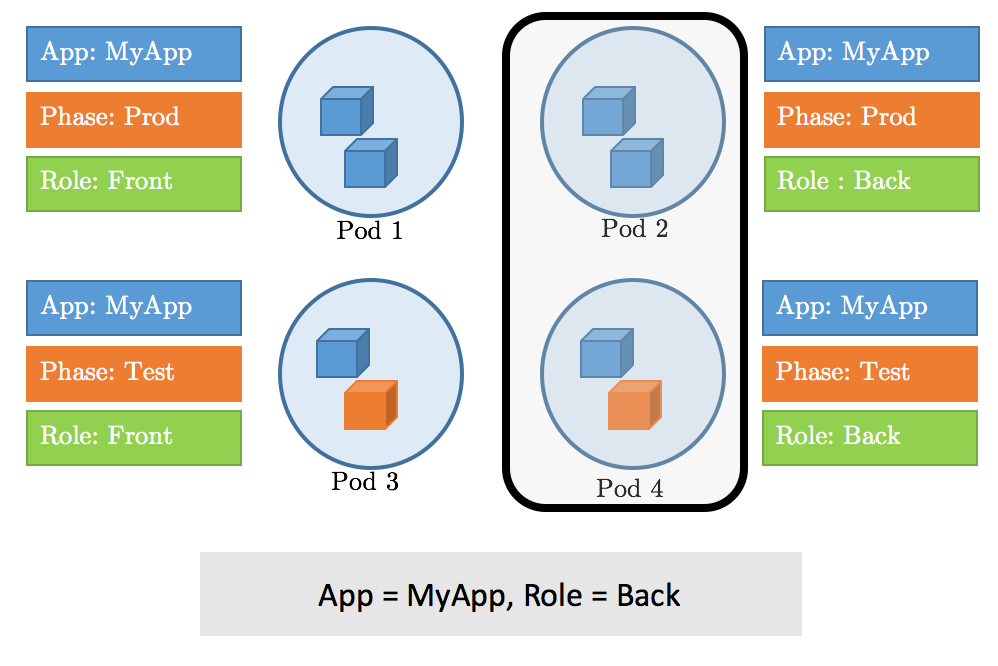 App: MyApp
Phase: Prod
Role: Front
Pod 1
Pod 2
App: MyApp
Phase: Prod
Role : Back
App: MyApp
Phase: Test
Role: Front
Pod 3
Pod 4
App: MyApp
Phase: Test
Role: Back
App = MyApp, Role = Back